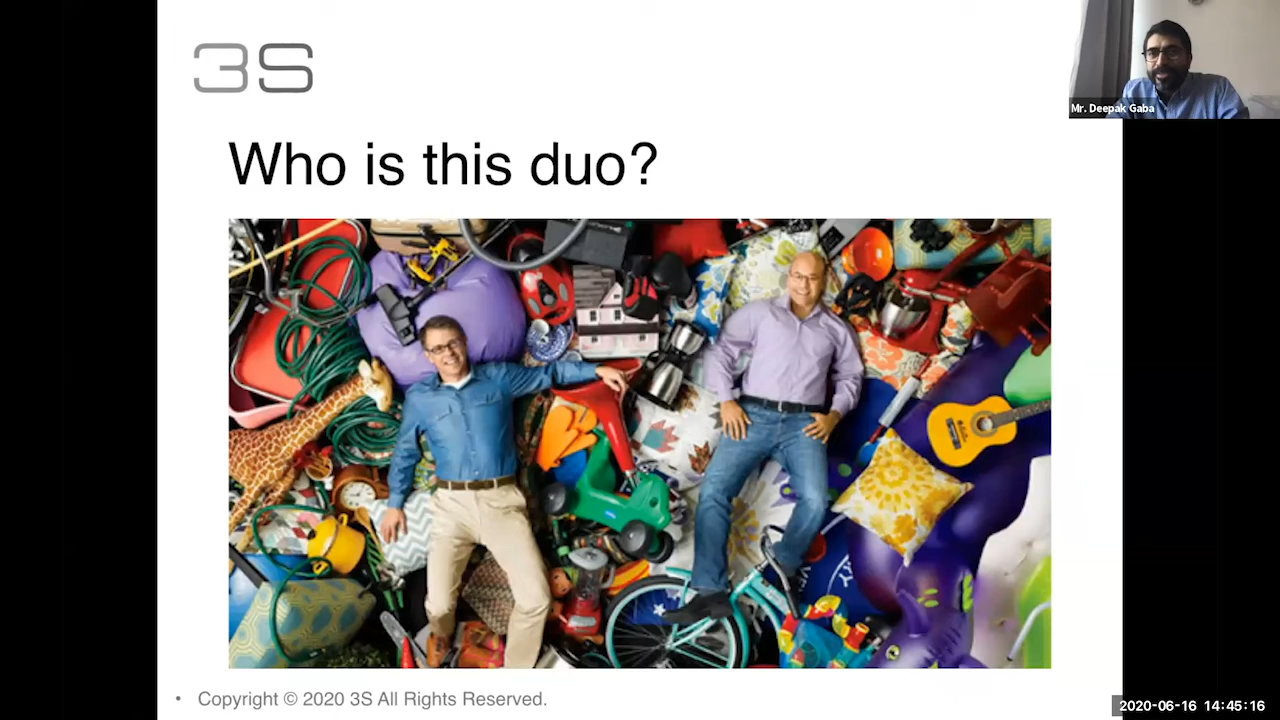 3S
Mr. Deepak Gaba
Who is this duo?
• Copyright © 2020 3S All Rights Reserved.
2020-06-16 14:45:16